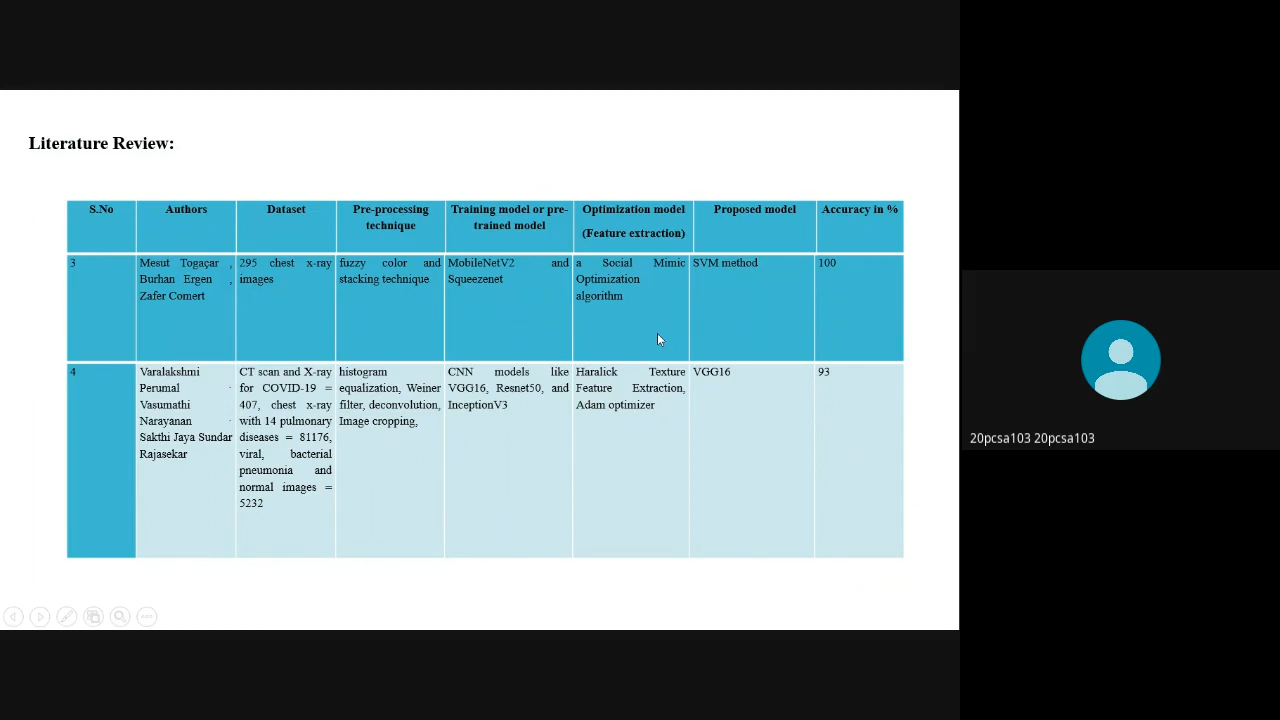 Literature Review:
S.No
Authors
Dataset
Pre-processing
technique
Training model or pre-
trained model
Optimization model
(Feature extraction)
Proposed model
Accuracy in %
3
Mesut Togaçar ,
Burhan Ergen ,
Zafer Comert
295 chest x-ray
images
fuzzy color and
stacking technique
MobileNetV2 and
Squeezenet
a Social Mimic
Optimization
algorithm
SVM method
100
4
Varalakshmi
Perumal ·
Vasumathi
Narayanan ·
Sakthi Jaya Sundar
Rajasekar
CT scan and X-ray
for COVID-19 =
407, chest x-ray
with 14 pulmonary
diseases = 81176,
viral, bacterial
pneumonia and
normal images =
5232
histogram
equalization, Weiner
filter, deconvolution,
Image cropping,
CNN models like
VGG16, Resnet50, and
InceptionV3
Haralick Texture
Feature Extraction,
Adam optimizer
VGG16
93
20pcsa103 20pcsa103